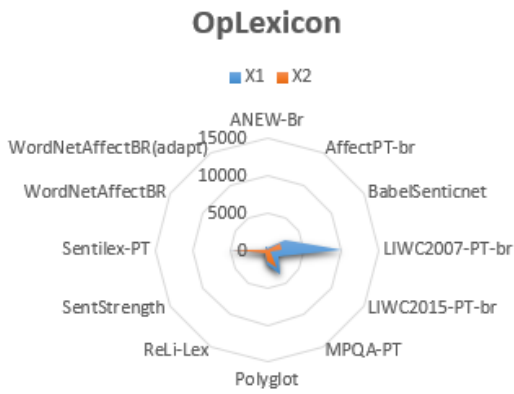 OpLexicon
X1 X2
ANEW-Br
15000
WordNetAffectBR(adapt)
AffectPT-br
10000
WordNetAffectBR
BabelSenticnet
5000
Sentilex-PT
0
LIWC2007-PT-br
SentStrength
LIWC2015-PT-br
ReLi-Lex
MPQA-PT
Polyglot